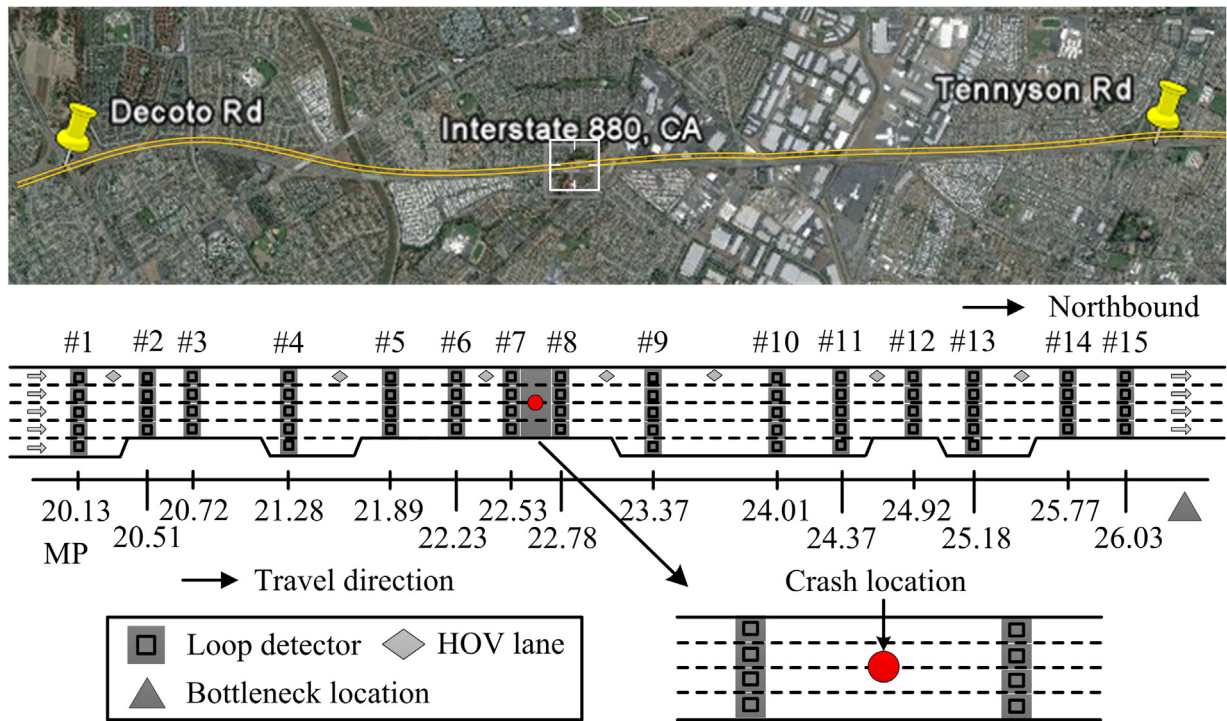 Decoto Rd
Interstate 880, CA
Tennyson Rd
Northbound
#1 #2 #3 #4 #5 #6 #7 #8 #9 #10 #11 #12 #13 #14 #15
20.13 20.72 21.28 21.89 22.53 23.37 24.01 24.92 25.77
20.51 22.23 22.78 24.37 25.18 26.03
MP
Travel direction
Crash location
Loop detector
HOV lane
Bottleneck location